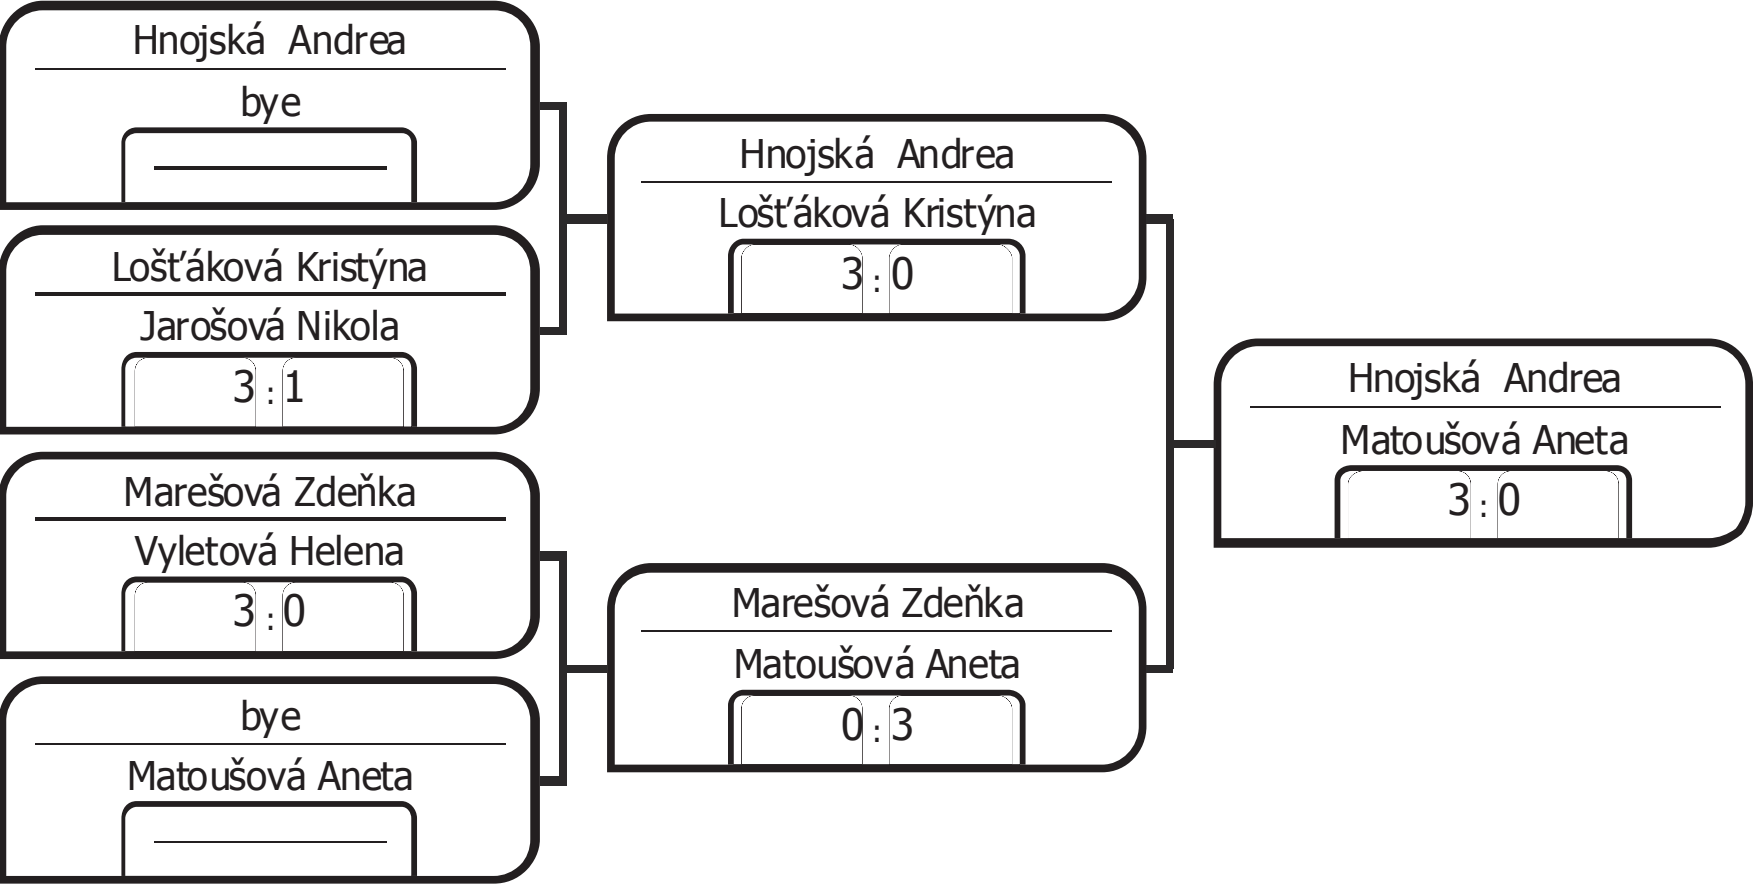 Hnojská Andrea
bye
Lošťáková Kristýna
Jarošová Nikola
3 : 1
Marešová Zdeňka
Vyletová Helena
3 : 0
bye
Matoušová Aneta
Hnojská Andrea
Lošťáková Kristýna
3 : 0
Marešová Zdeňka
Matoušová Aneta
0 : 3
Hnojská Andrea
Matoušová Aneta
3 : 0